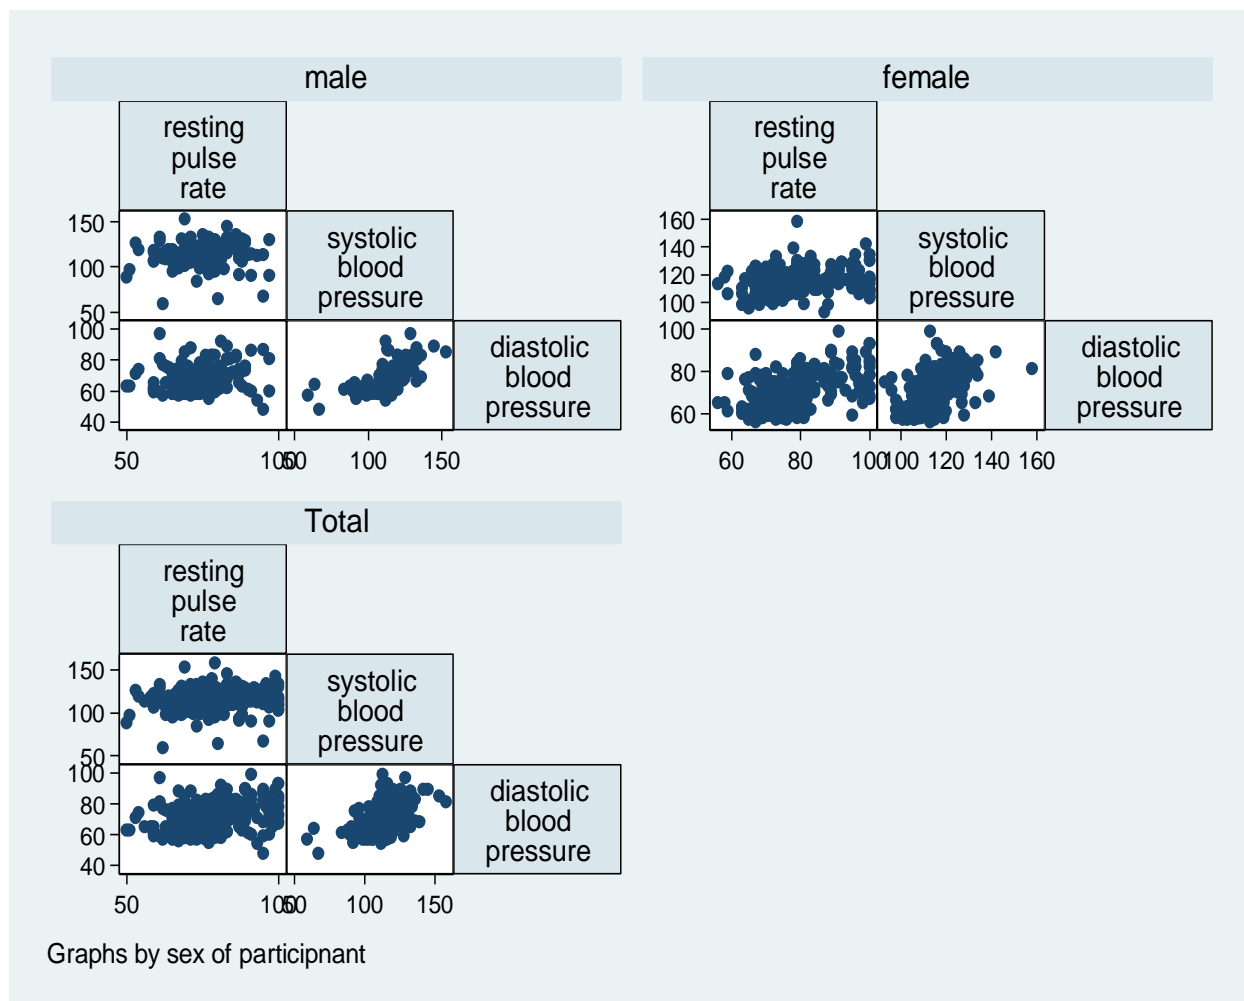 male
female
resting
pulse
rate
resting
pulse
rate
150
100
50
systolic
blood
pressure
160
140
120
100
systolic
blood
pressure
100
80
60
40
diastolic
blood
pressure
100
80
60
diastolic
blood
pressure
50 100 50 100 150
60 80 100 100 120 140 160
Total
resting
pulse
rate
150
100
50
systolic
blood
pressure
100
80
60
40
diastolic
blood
pressure
50 100 50 100 150
Graphs by sex of participnant